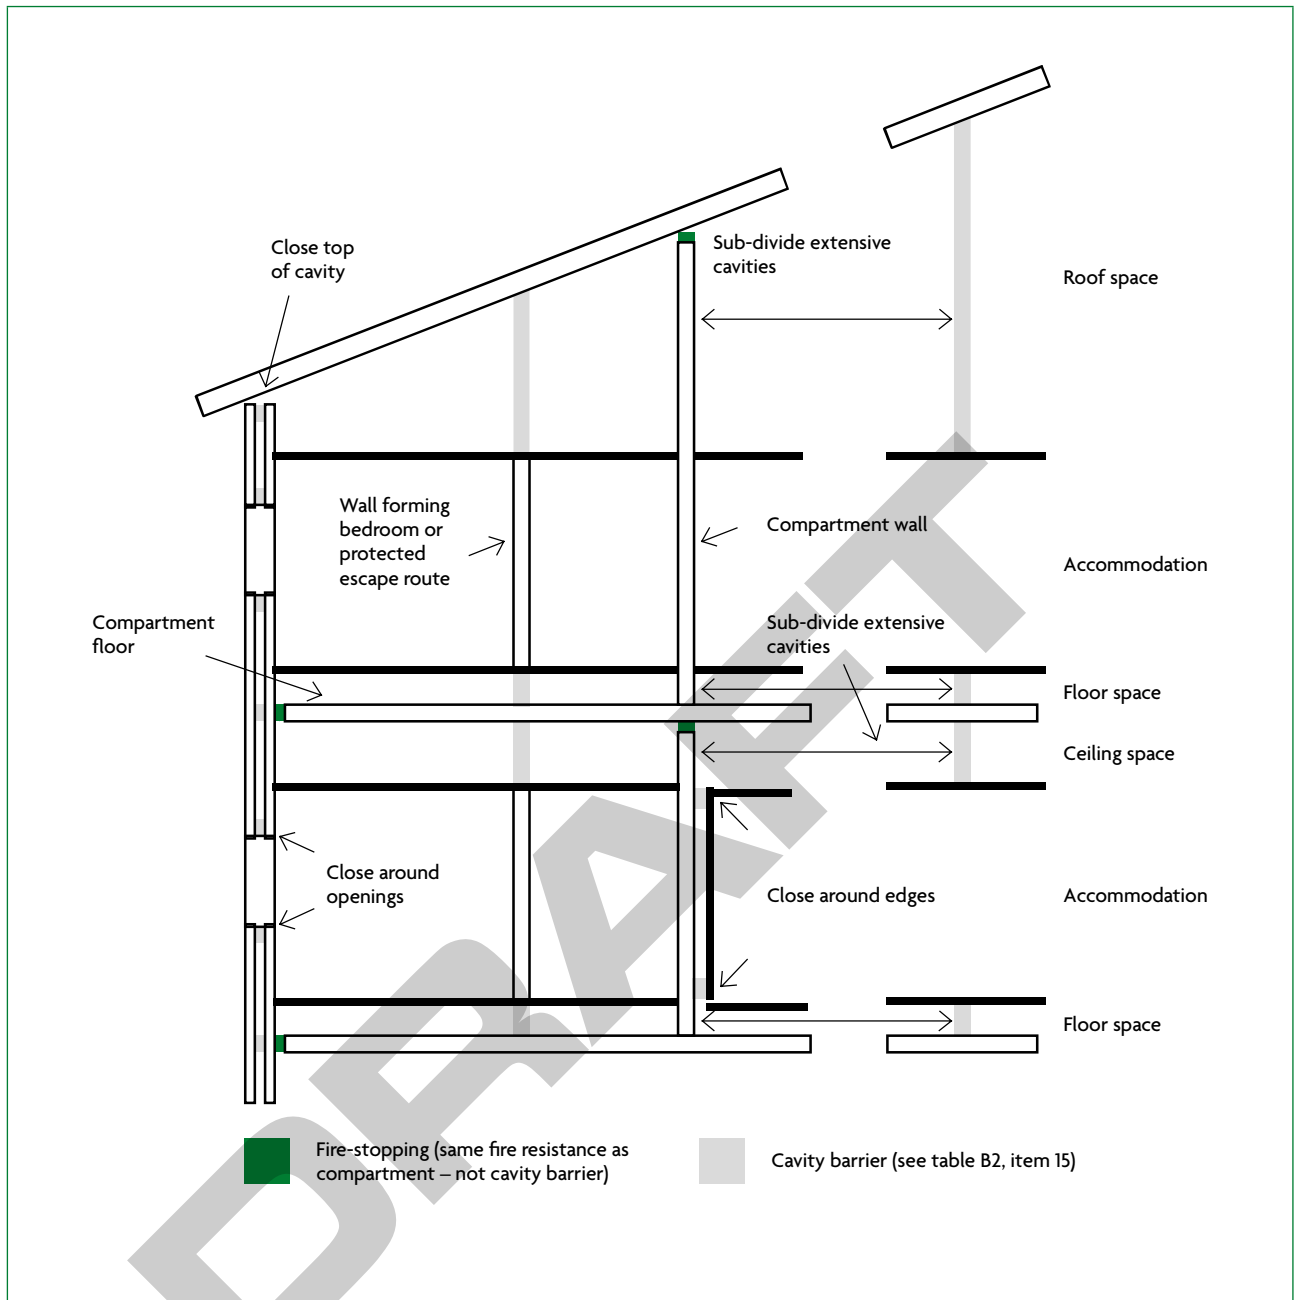 Close top
of cavity
Sub-divide extensive
cavities
Roof space
Wall forming
bedroom or
protected
escape route
Compartment wall
Accommodation
Compartment
floor
Sub-divide extensive
cavities
Floor space
Ceiling space
Close around
openings
Close around edges
Accommodation
Floor space
Fire-stopping (same fire resistance as
compartment – not cavity barrier)
Cavity barrier (see table B2, item 15)
DRAFT